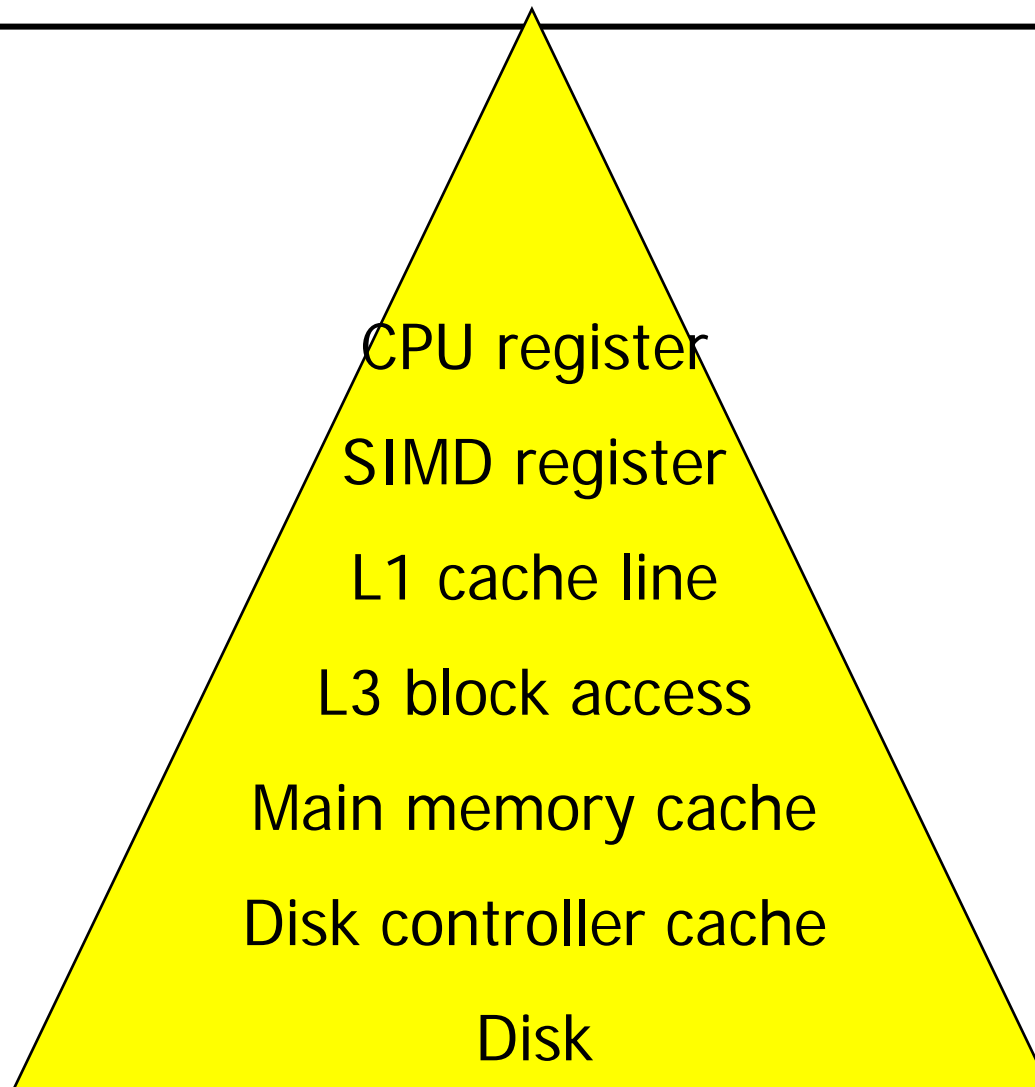 CPU register
SIMD register
L1 cache line
L3 block access
Main memory cache
Disk controller cache
Disk